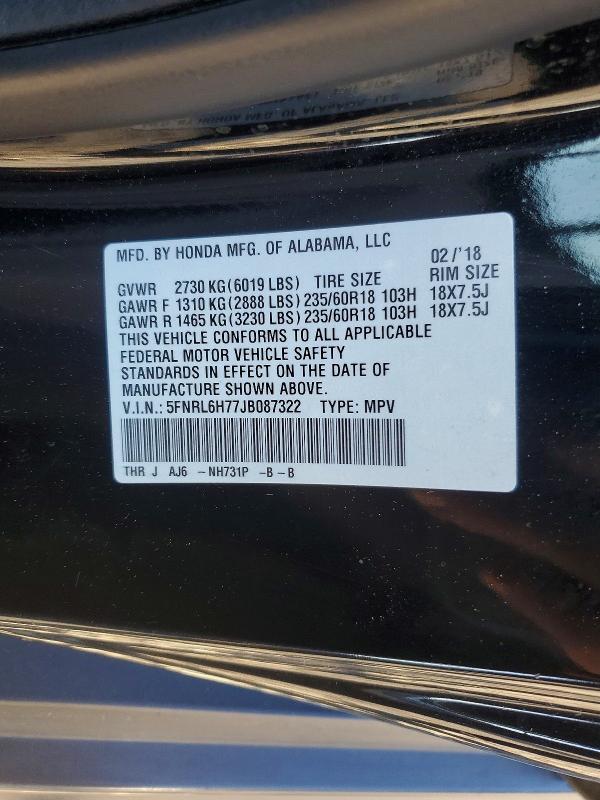 MFD. BY HONDA MFG. OF ALABAMA, LLC 02/'18
GVWR 2730 KG(6019 LBS) TIRE SIZE RIM SIZE
GAWR F 1310 KG(2888 LBS) 235/60R18 103H 18X7.5J
GAWR R 1465 KG(3230 LBS) 235/60R18 103H 18X7.5J
THIS VEHICLE CONFORMS TO ALL APPLICABLE
FEDERAL MOTOR VEHICLE SAFETY
STANDARDS IN EFFECT ON THE DATE OF
MANUFACTURE SHOWN ABOVE.
V.I.N.: 5FNRL6H77JB087322 TYPE: MPV
THR J AJ6 -NH731P -B-B